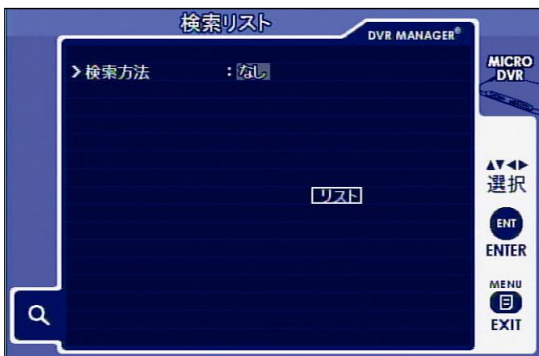 検索リスト
DVR MANAGER®
>検索方法 :なし
リスト
MICRO
DVR
▲▼◀▶
選択
ENT
ENTER
MENU
EXIT